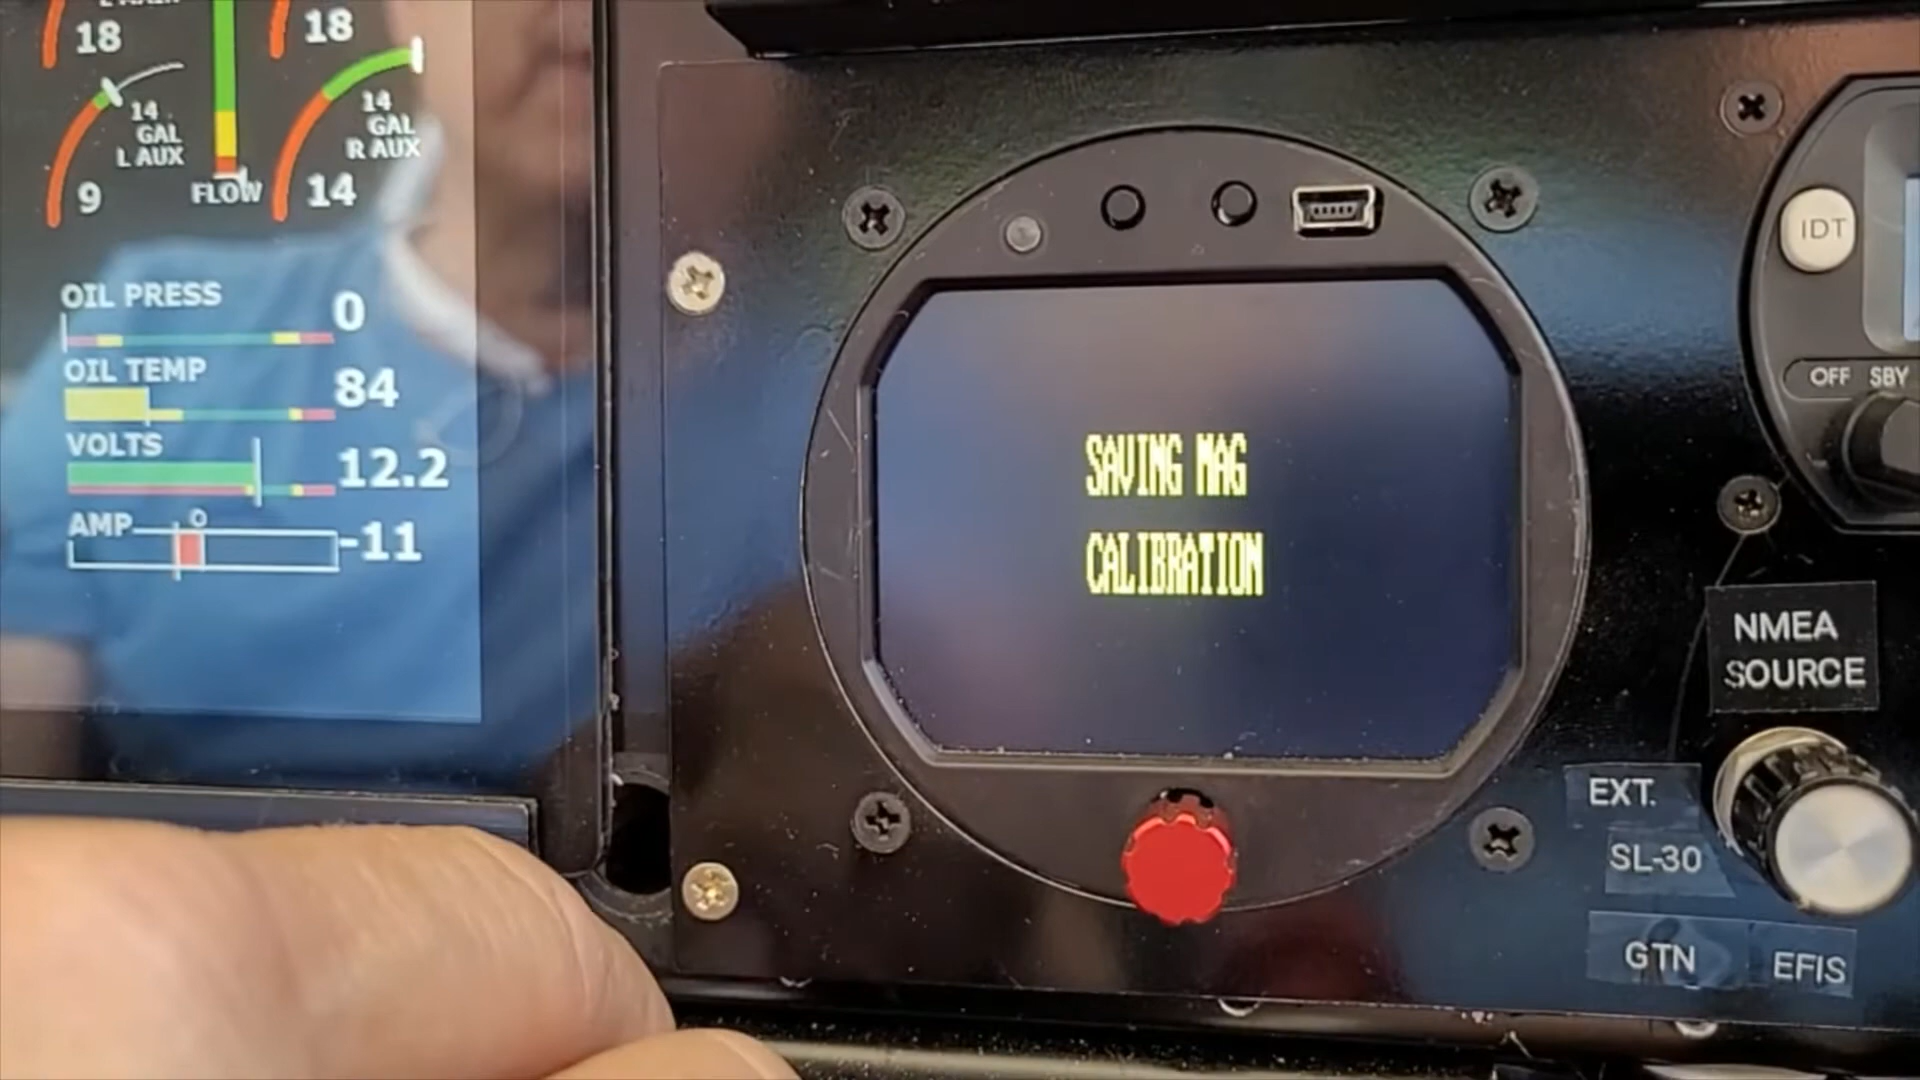 18
18
14
GAL
L AUX
9
FLOW
14
GAL
R AUX
14
OIL PRESS
0
OIL TEMP
84
VOLTS
12.2
AMP
0
-11
SAVING MAG
CALIBRATION
IDT
OFF SBY
NMEA
SOURCE
EXT.
SL-30
GTN
EFIS